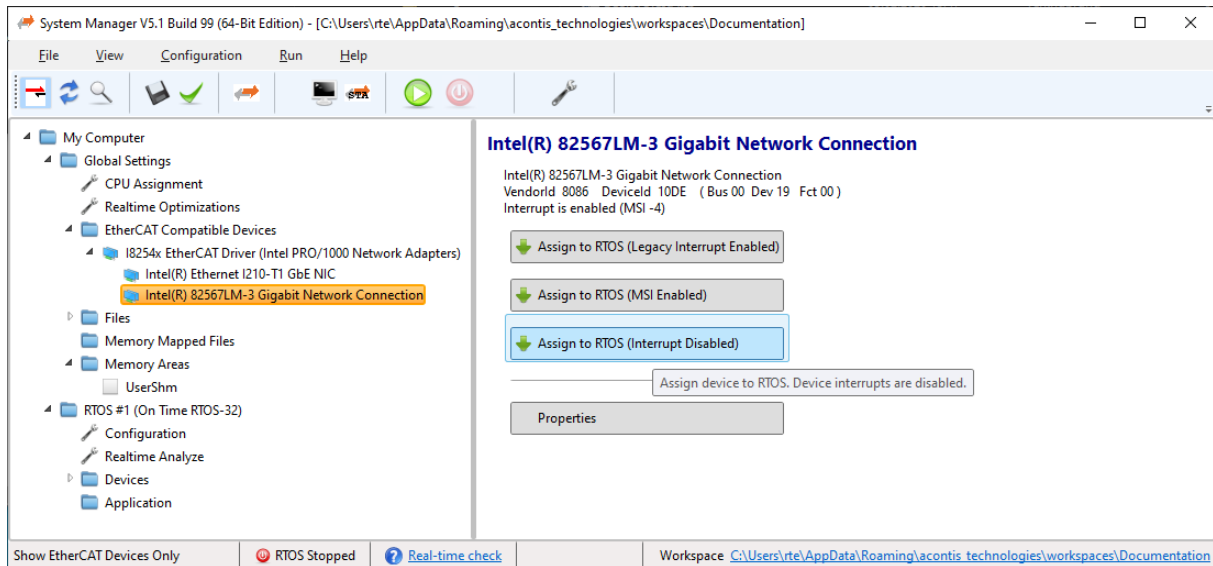 System Manager V5.1 Build 99 (64-Bit Edition) - [C:\Users\rte\AppData\Roaming\acontis_technologies\workspaces\Documentation]
File View Configuration Run Help
STA
My Computer
Global Settings
CPU Assignment
Realtime Optimizations
EtherCAT Compatible Devices
I8254x EtherCAT Driver (Intel PRO/1000 Network Adapters)
Intel(R) Ethernet I210-T1 GbE NIC
Intel(R) 82567LM-3 Gigabit Network Connection
Files
Memory Mapped Files
Memory Areas
UserShm
RTOS #1 (On Time RTOS-32)
Configuration
Realtime Analyze
Devices
Application
Intel(R) 82567LM-3 Gigabit Network Connection
Intel(R) 82567LM-3 Gigabit Network Connection
VendorId 8086 DeviceId 10DE ( Bus 00 Dev 19 Fct 00 )
Interrupt is enabled (MSI -4)
Assign to RTOS (Legacy Interrupt Enabled)
Assign to RTOS (MSI Enabled)
Assign to RTOS (Interrupt Disabled)
Assign device to RTOS. Device interrupts are disabled.
Properties
Show EtherCAT Devices Only RTOS Stopped Real-time check Workspace C:\Users\rte\AppData\Roaming\acontis_technologies\workspaces\Documentation